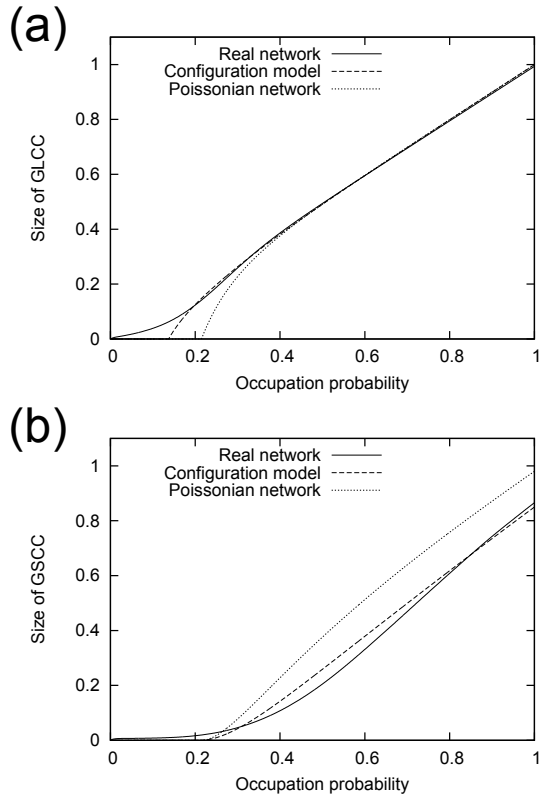 (a)
Real network
Configuration model
Poissonian network
Size of GLCC
1
0.8
0.6
0.4
0.2
0
0 0.2 0.4 0.6 0.8 1
Occupation probability
(b)
Real network
Configuration model
Poissonian network
Size of GSCC
1
0.8
0.6
0.4
0.2
0
0 0.2 0.4 0.6 0.8 1
Occupation probability